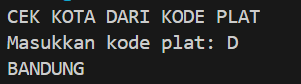 CEK KOTA DARI KODE PLAT
Masukkan kode plat: D
BANDUNG